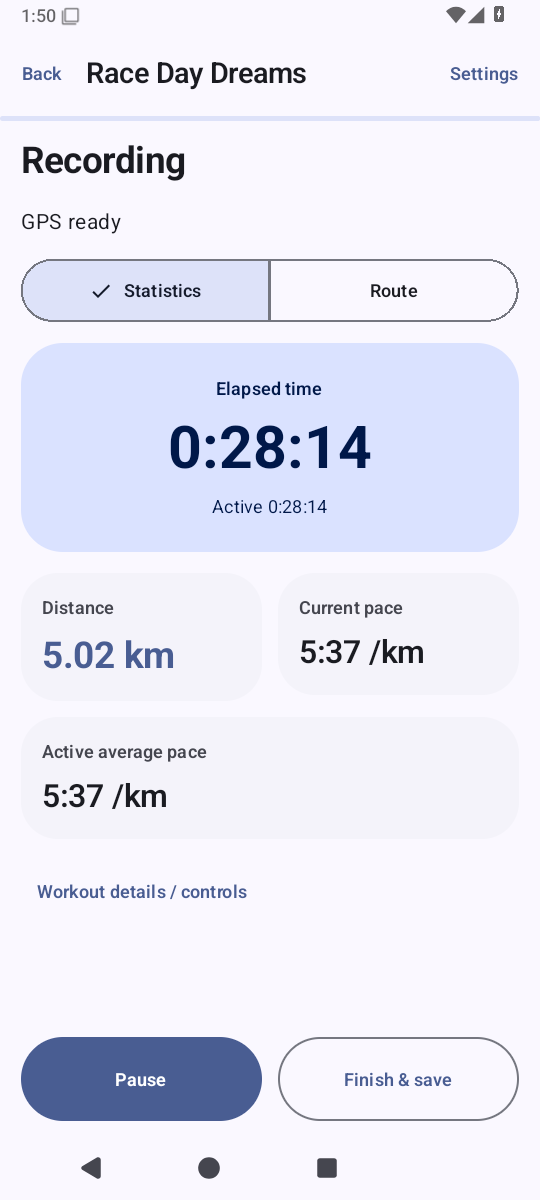 1:50
Back Race Day Dreams Settings
Recording
GPS ready
Statistics Route
Elapsed time
0:28:14
Active 0:28:14
Distance Current pace
5.02 km 5:37 /km
Active average pace
5:37 /km
Workout details / controls
Pause Finish & save